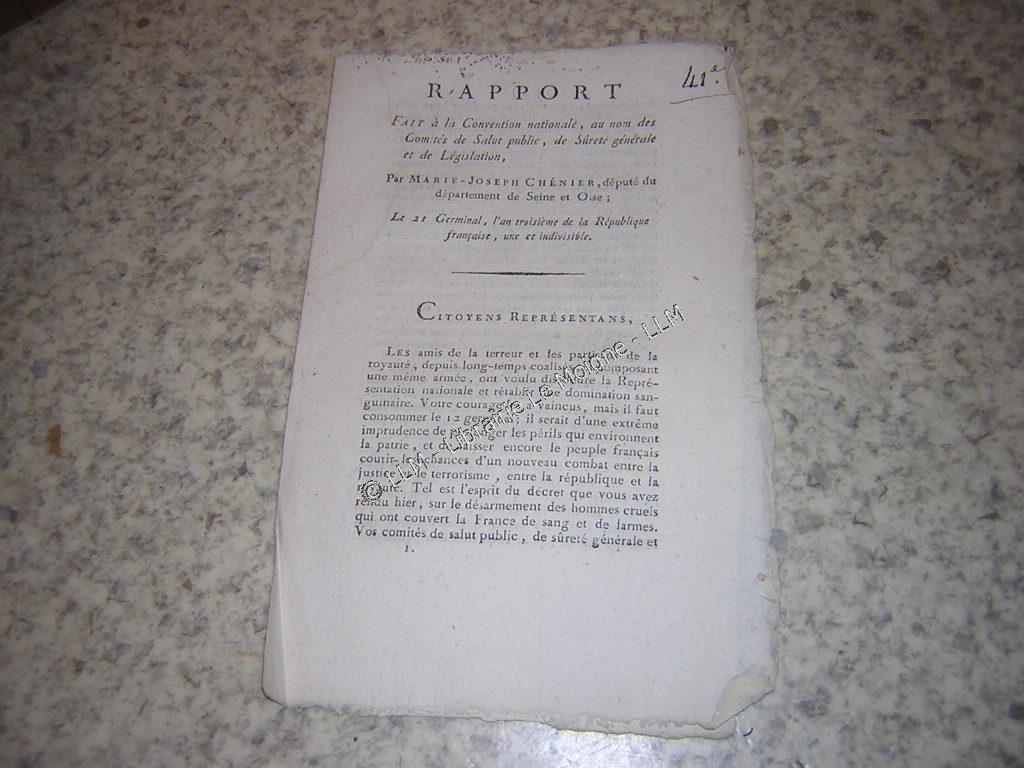 41.e
RAPPORT
FAIT à la Convention nationale, au nom des
Comités de Salut public, de Sûreté générale
et de Législation,
Par MARIE-JOSEPH CHÉNIER, député du
département de Seine et Oise;
Le 21 Germinal, l'an troisième de la République
française, une et indivisible.
CITOYENS REPRÉSENTANS,
LES amis de la terreur et les partisans de la
royauté, depuis long-temps coalisés composant
une même armée, ont voulu dissoudre la Repré-
sentation nationale et rétablir domination san-
guinaire. Votre courage a vaincus, mais il faut
consommer le 12 germinal; il serait d'une extrême
imprudence de prolonger les périls qui environnent
la patrie, et de laisser encore le peuple français
courir les chances d'un nouveau combat entre la
justice le terrorisme, entre la république et la
royauté. Tel est l'esprit du décret que vous avez
rendu hier, sur le désarmement des hommes cruels
qui ont couvert la France de sang et de larmes.
Vos comités de salut public, de sûreté générale et
1.
© LLM - Librairie Le Moigne - LLM